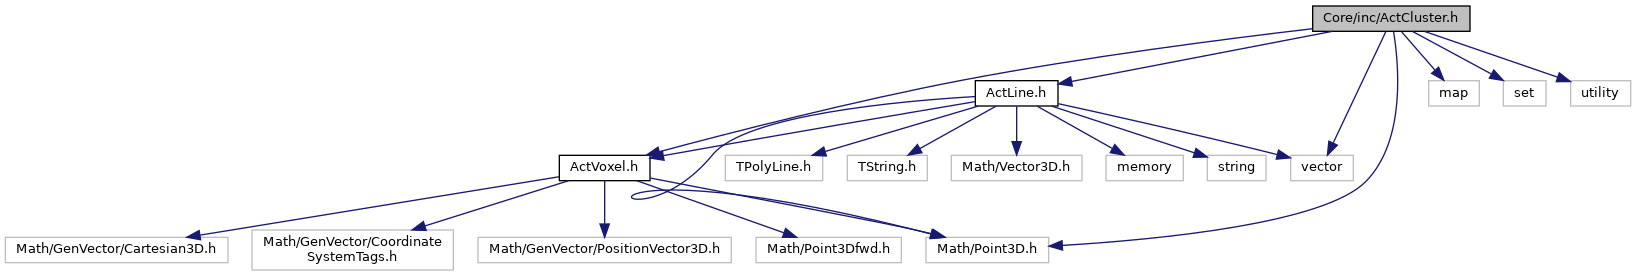 Core/inc/ActCluster.h
ActLine.h
map
set
utility
ActVoxel.h
TPolyLine.h
TString.h
Math/Vector3D.h
memory
string
vector
Math/GenVector/Cartesian3D.h
Math/GenVector/Coordinate
SystemTags.h
Math/GenVector/PositionVector3D.h
Math/Point3Dfwd.h
Math/Point3D.h